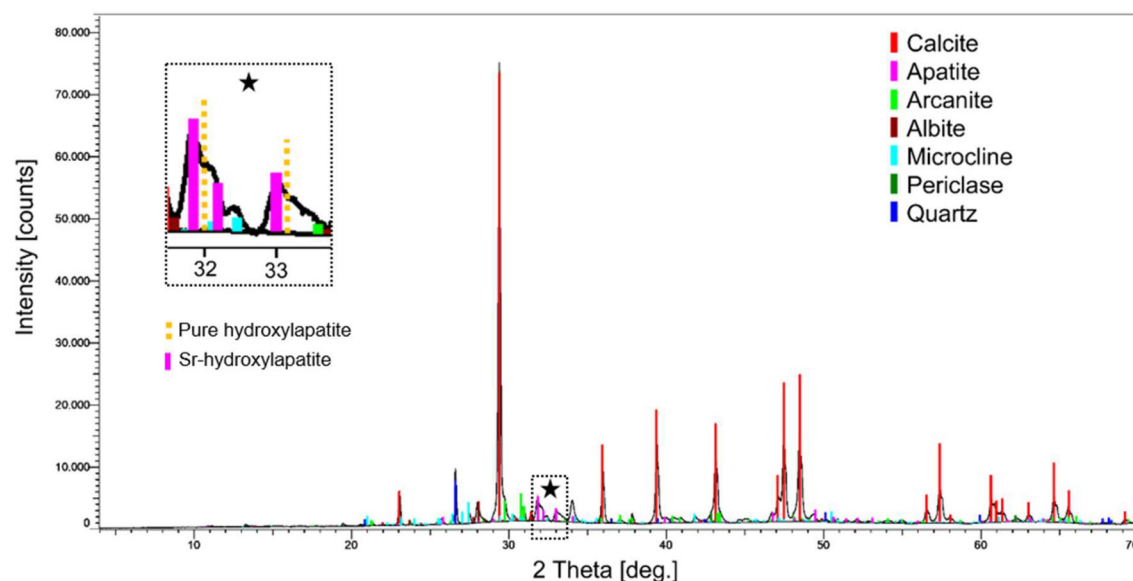 80.000
70.000
60.000
50.000
40.000
30.000
20.000
10.000
0
Intensity [counts]
★
32 33
Pure hydroxylapatite
Sr-hydroxylapatite
★
Calcite
Apatite
Arcanite
Albite
Microcline
Periclase
Quartz
10 20 30 40 50 60 70
2 Theta [deg.]